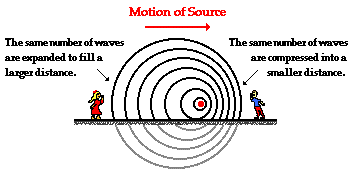 Motion of Source
The same number of waves
are expanded to fill a
larger distance.
The same number of waves
are compressed into a
smaller distance.